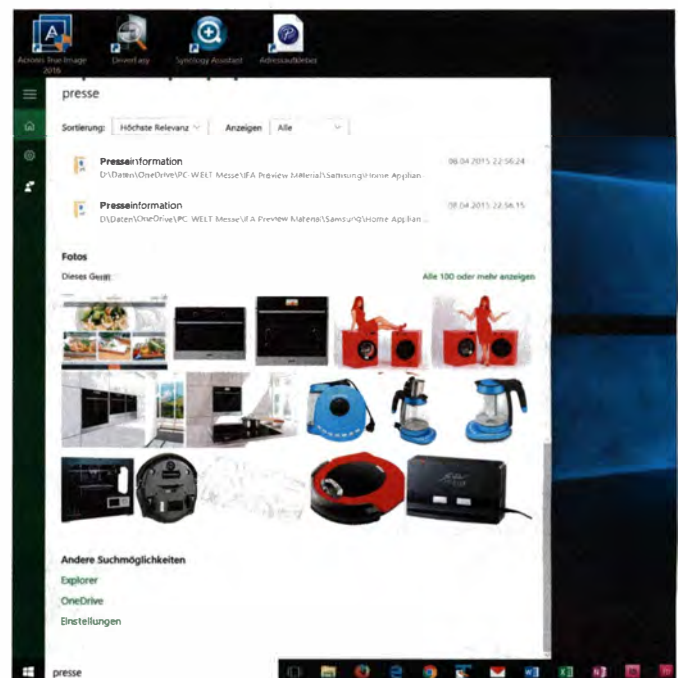 Acronis True Image 2016
DriverEasy
Synology Assistant
Adressaufkleber
presse
Sortierung: Höchste Relevanz Anzeigen Alle
Presseinformation 08.04.2015 22:56:24
D:\Daten\OneDrive\PC-WELT Messe\IFA Preview Material\Samsung\Home Applian...
Presseinformation 08.04.2015 22:56:15
D:\Daten\OneDrive\PC-WELT Messe\IFA Preview Material\Samsung\Home Applian...
Fotos
Dieses Gerät Alle 100 oder mehr anzeigen
Andere Suchmöglichkeiten
Explorer
OneDrive
Einstellungen
presse